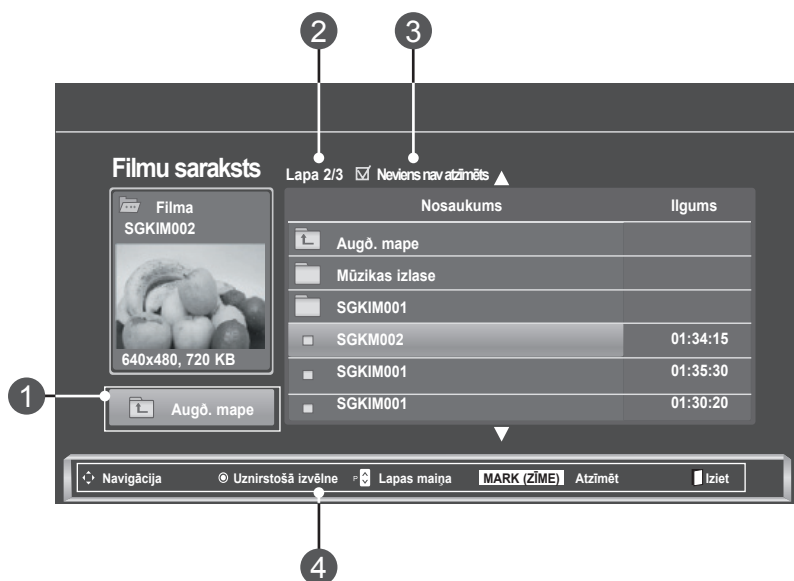 2 3
Filmu saraksts
Lapa 2/3 Neviens nav atzīmēts
Filma
SGKIM002
640x480, 720 KB
1
Augð. mape
Nosaukums Ilgums
Augð. mape
Mūzikas izlase
SGKIM001
SGKM002 01:34:15
SGKIM001 01:35:30
SGKIM001 01:30:20
Navigācija Uznirstošā izvēlne P Lapas maiņa MARK (ZĪME) Atzīmēt Iziet
4